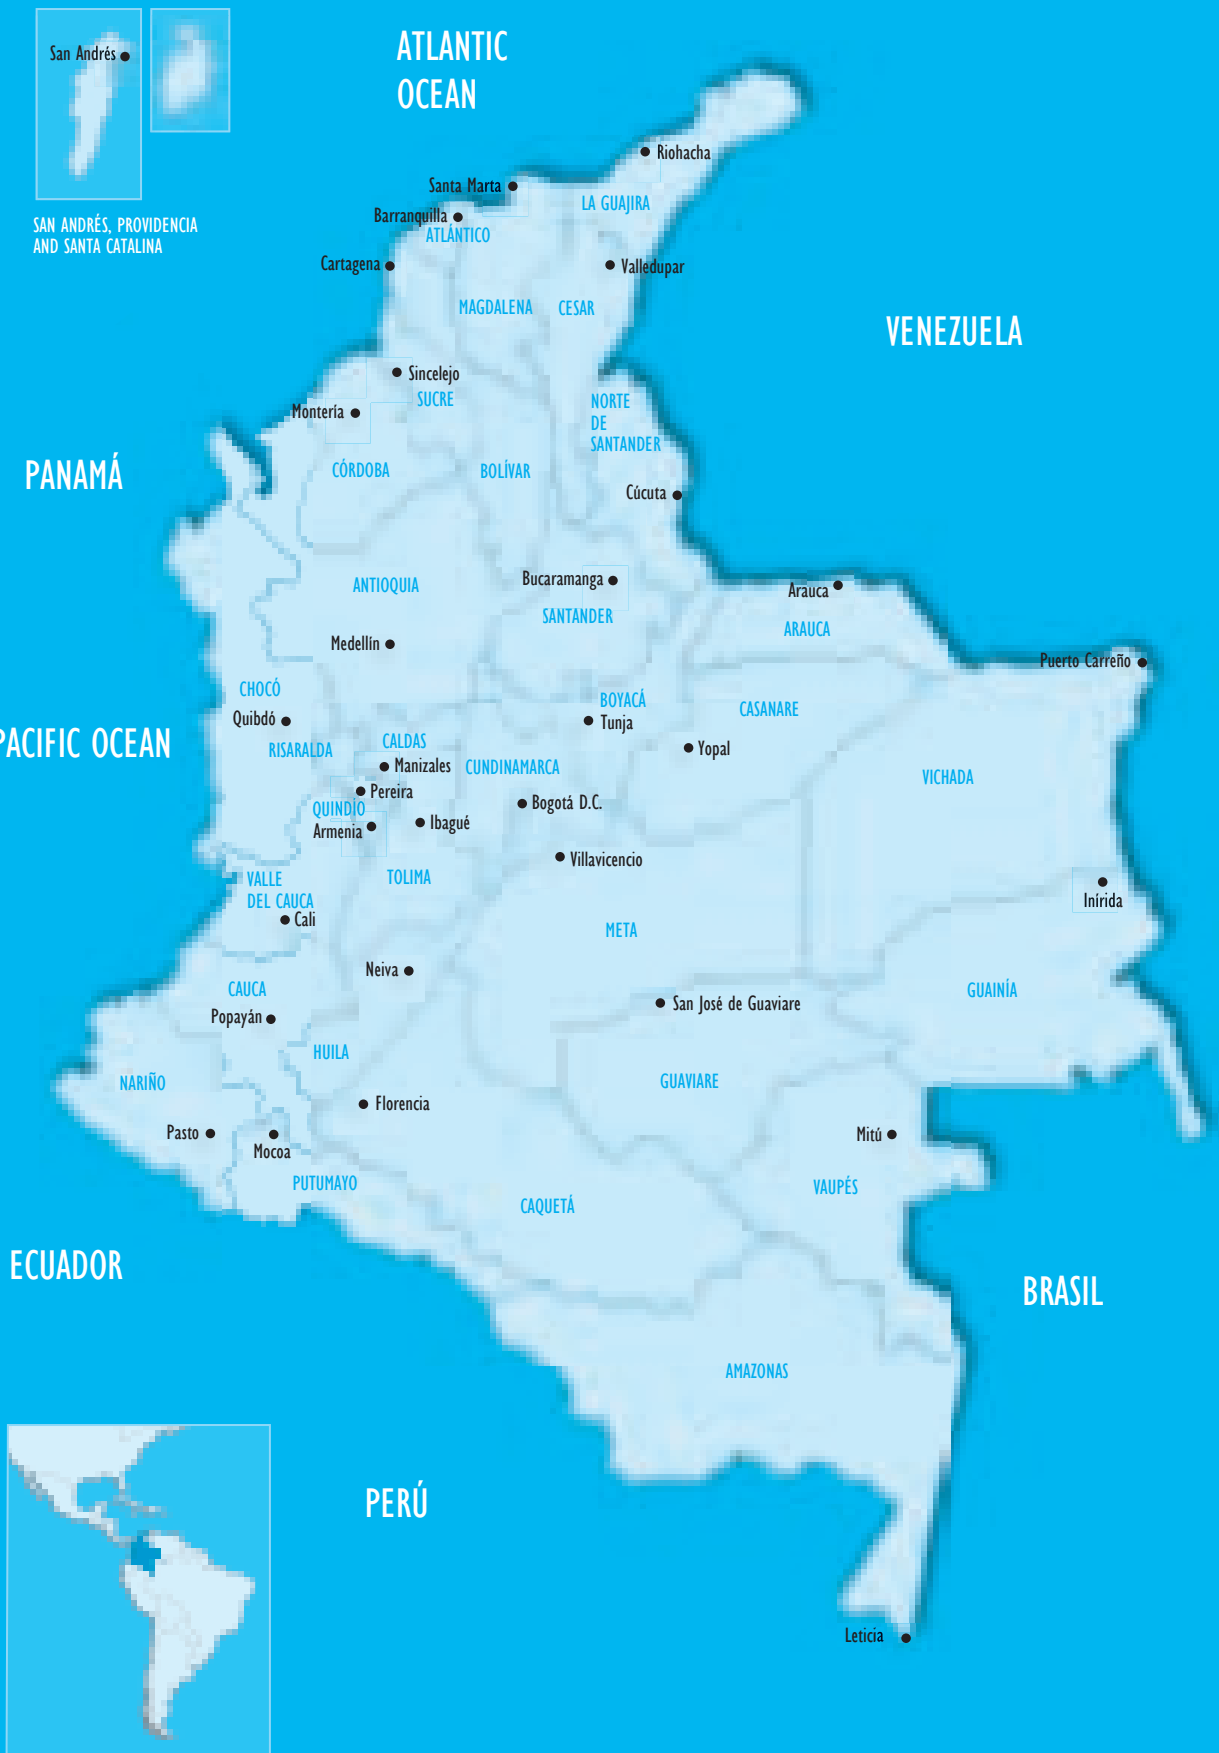 San Andrés
SAN ANDRÉS, PROVIDENCIA
AND SANTA CATALINA
ATLANTIC
OCEAN
Riohacha
Santa Marta
LA GUAJIRA
Barranquilla
ATLÁNTICO
Cartagena
Valledupar
MAGDALENA
CESAR
VENEZUELA
Sincelejo
SUCRE
NORTE
DE
SANTANDER
Montería
PANAMÁ
CÓRDOBA
BOLÍVAR
Cúcuta
ANTIOQUIA
Bucaramanga
SANTANDER
Arauca
ARAUCA
Medellín
Puerto Carreño
CHOCÓ
Quibdó
BOYACÁ
Tunja
CASANARE
PACIFIC OCEAN
RISARALDA
CALDAS
Manizales
CUNDINAMARCA
Yopal
VICHADA
Pereira
QUINDÍO
Armenia
Ibagué
Bogotá D.C.
Villavicencio
VALLE
DEL CAUCA
TOLIMA
Cali
Inírida
META
Neiva
CAUCA
Popayán
San José de Guaviare
GUAINÍA
HUILA
NARIÑO
GUAVIARE
Florencia
Pasto
Mocoa
Mitú
PUTUMAYO
VAUPÉS
CAQUETÁ
ECUADOR
BRASIL
AMAZONAS
PERÚ
Leticia